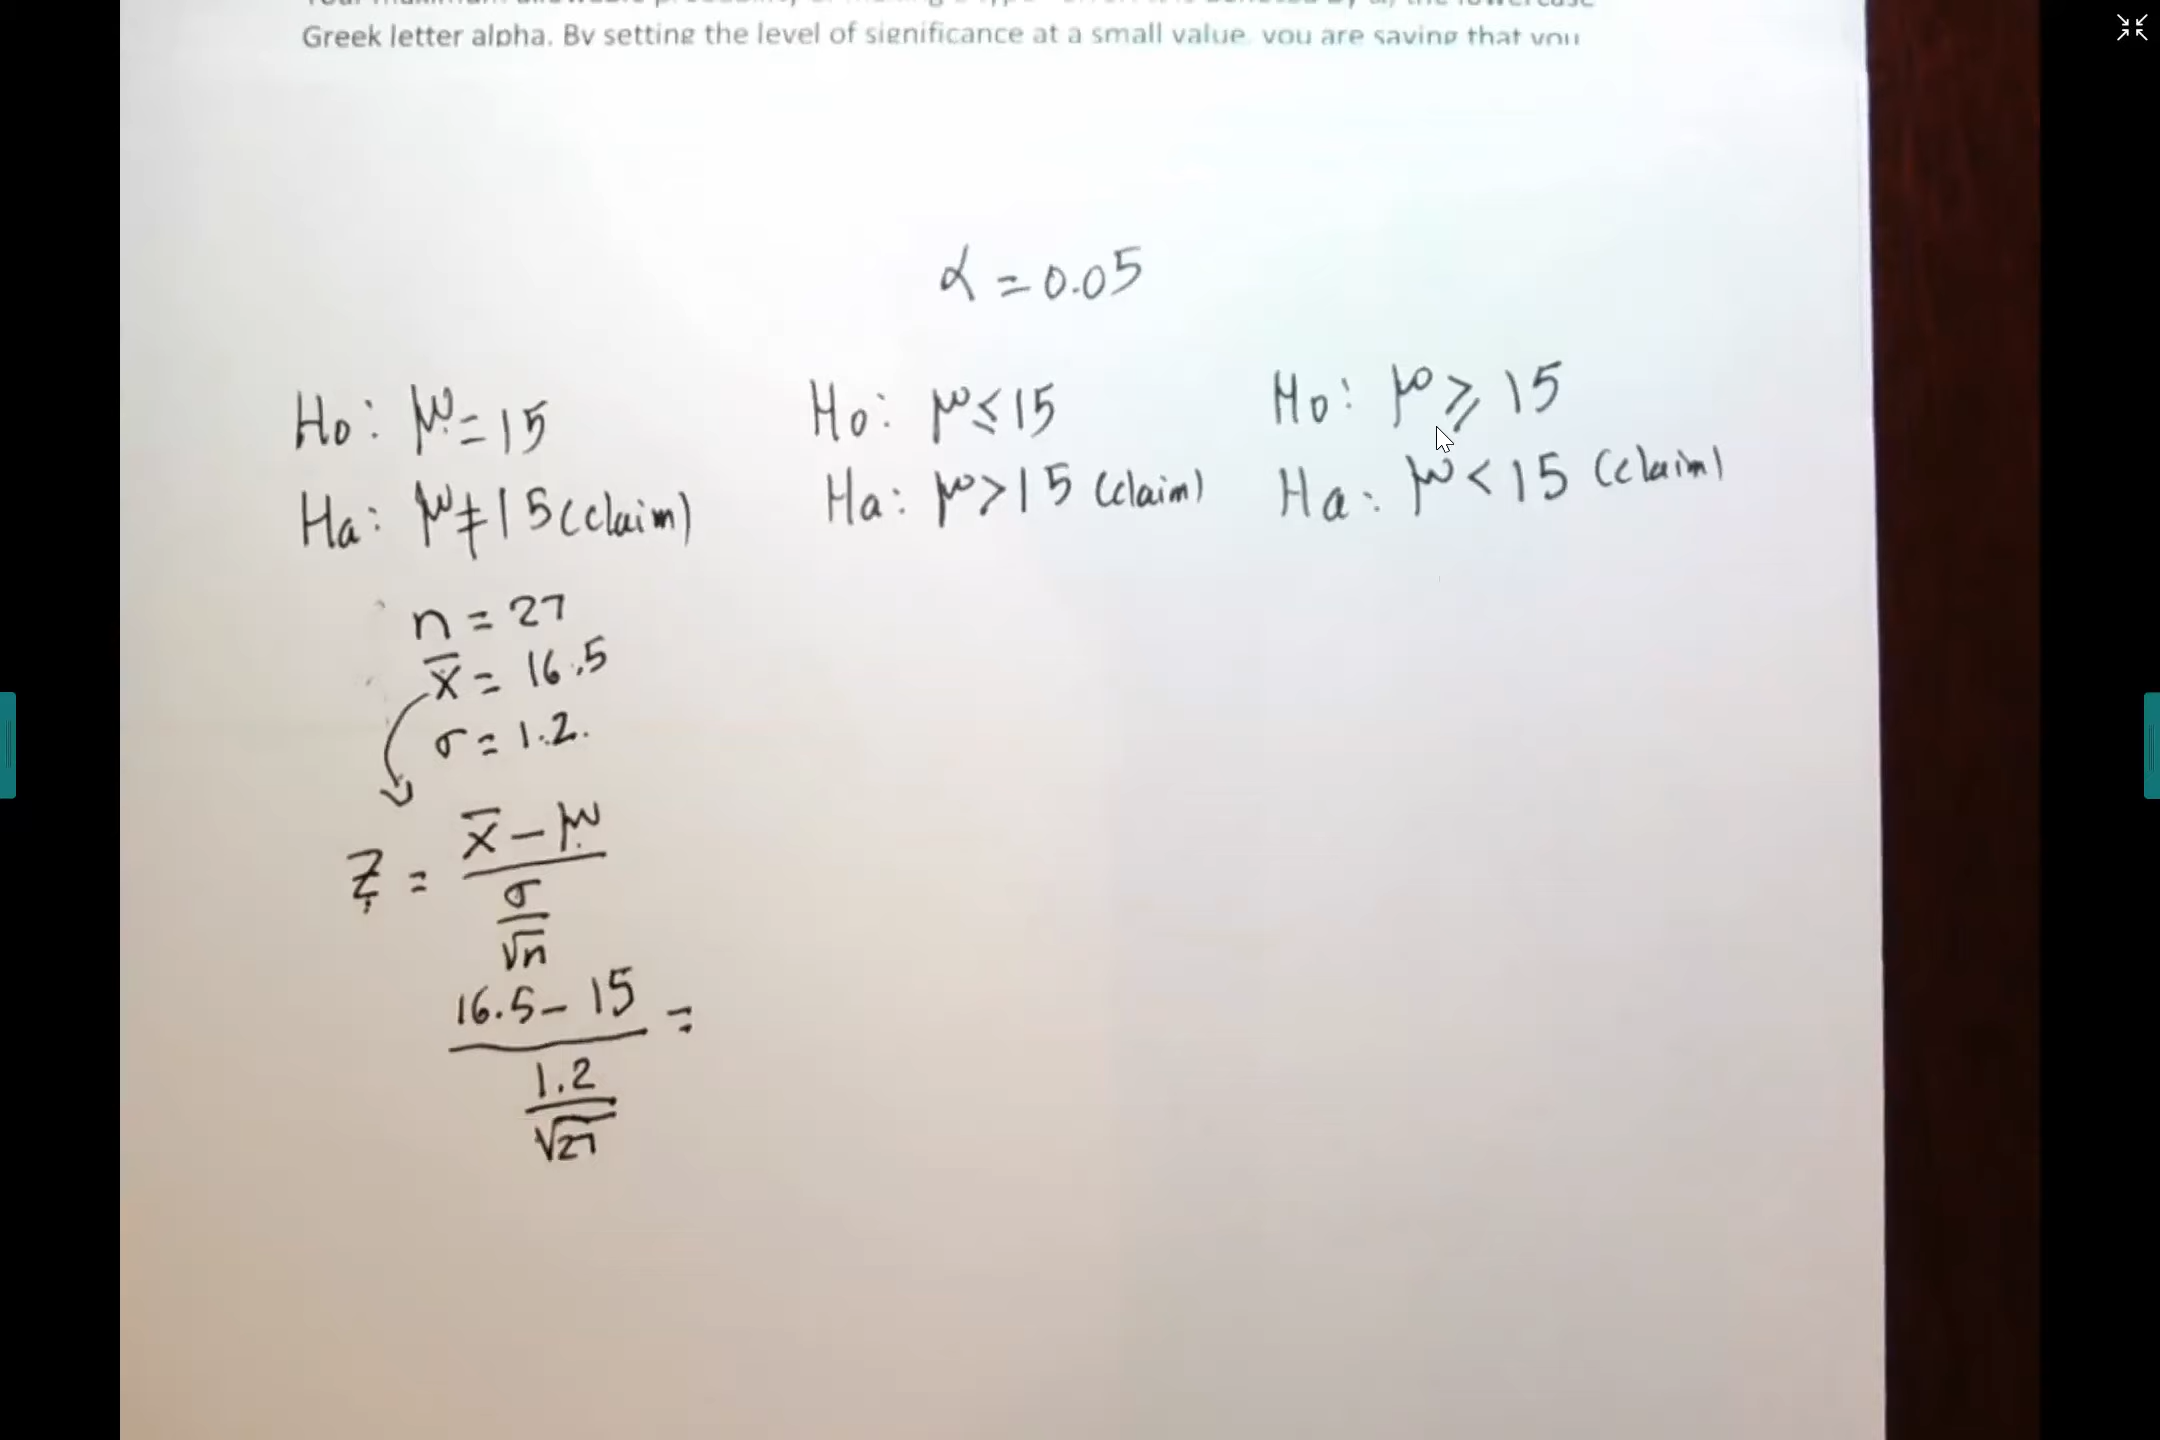 Greek letter alpha. By setting the level of significance at a small value, you are saying that you
α = 0.05
Ho: μ = 15
Ha: μ ≠ 15 (claim)
Ho: μ ≤ 15
Ha: μ > 15 (claim)
Ho: μ ≥ 15
Ha: μ < 15 (claim)
n = 27
x̄ = 16.5
σ = 1.2.
Z = (x̄ − μ) / (σ / √n)
(16.5 − 15) / (1.2 / √27) =